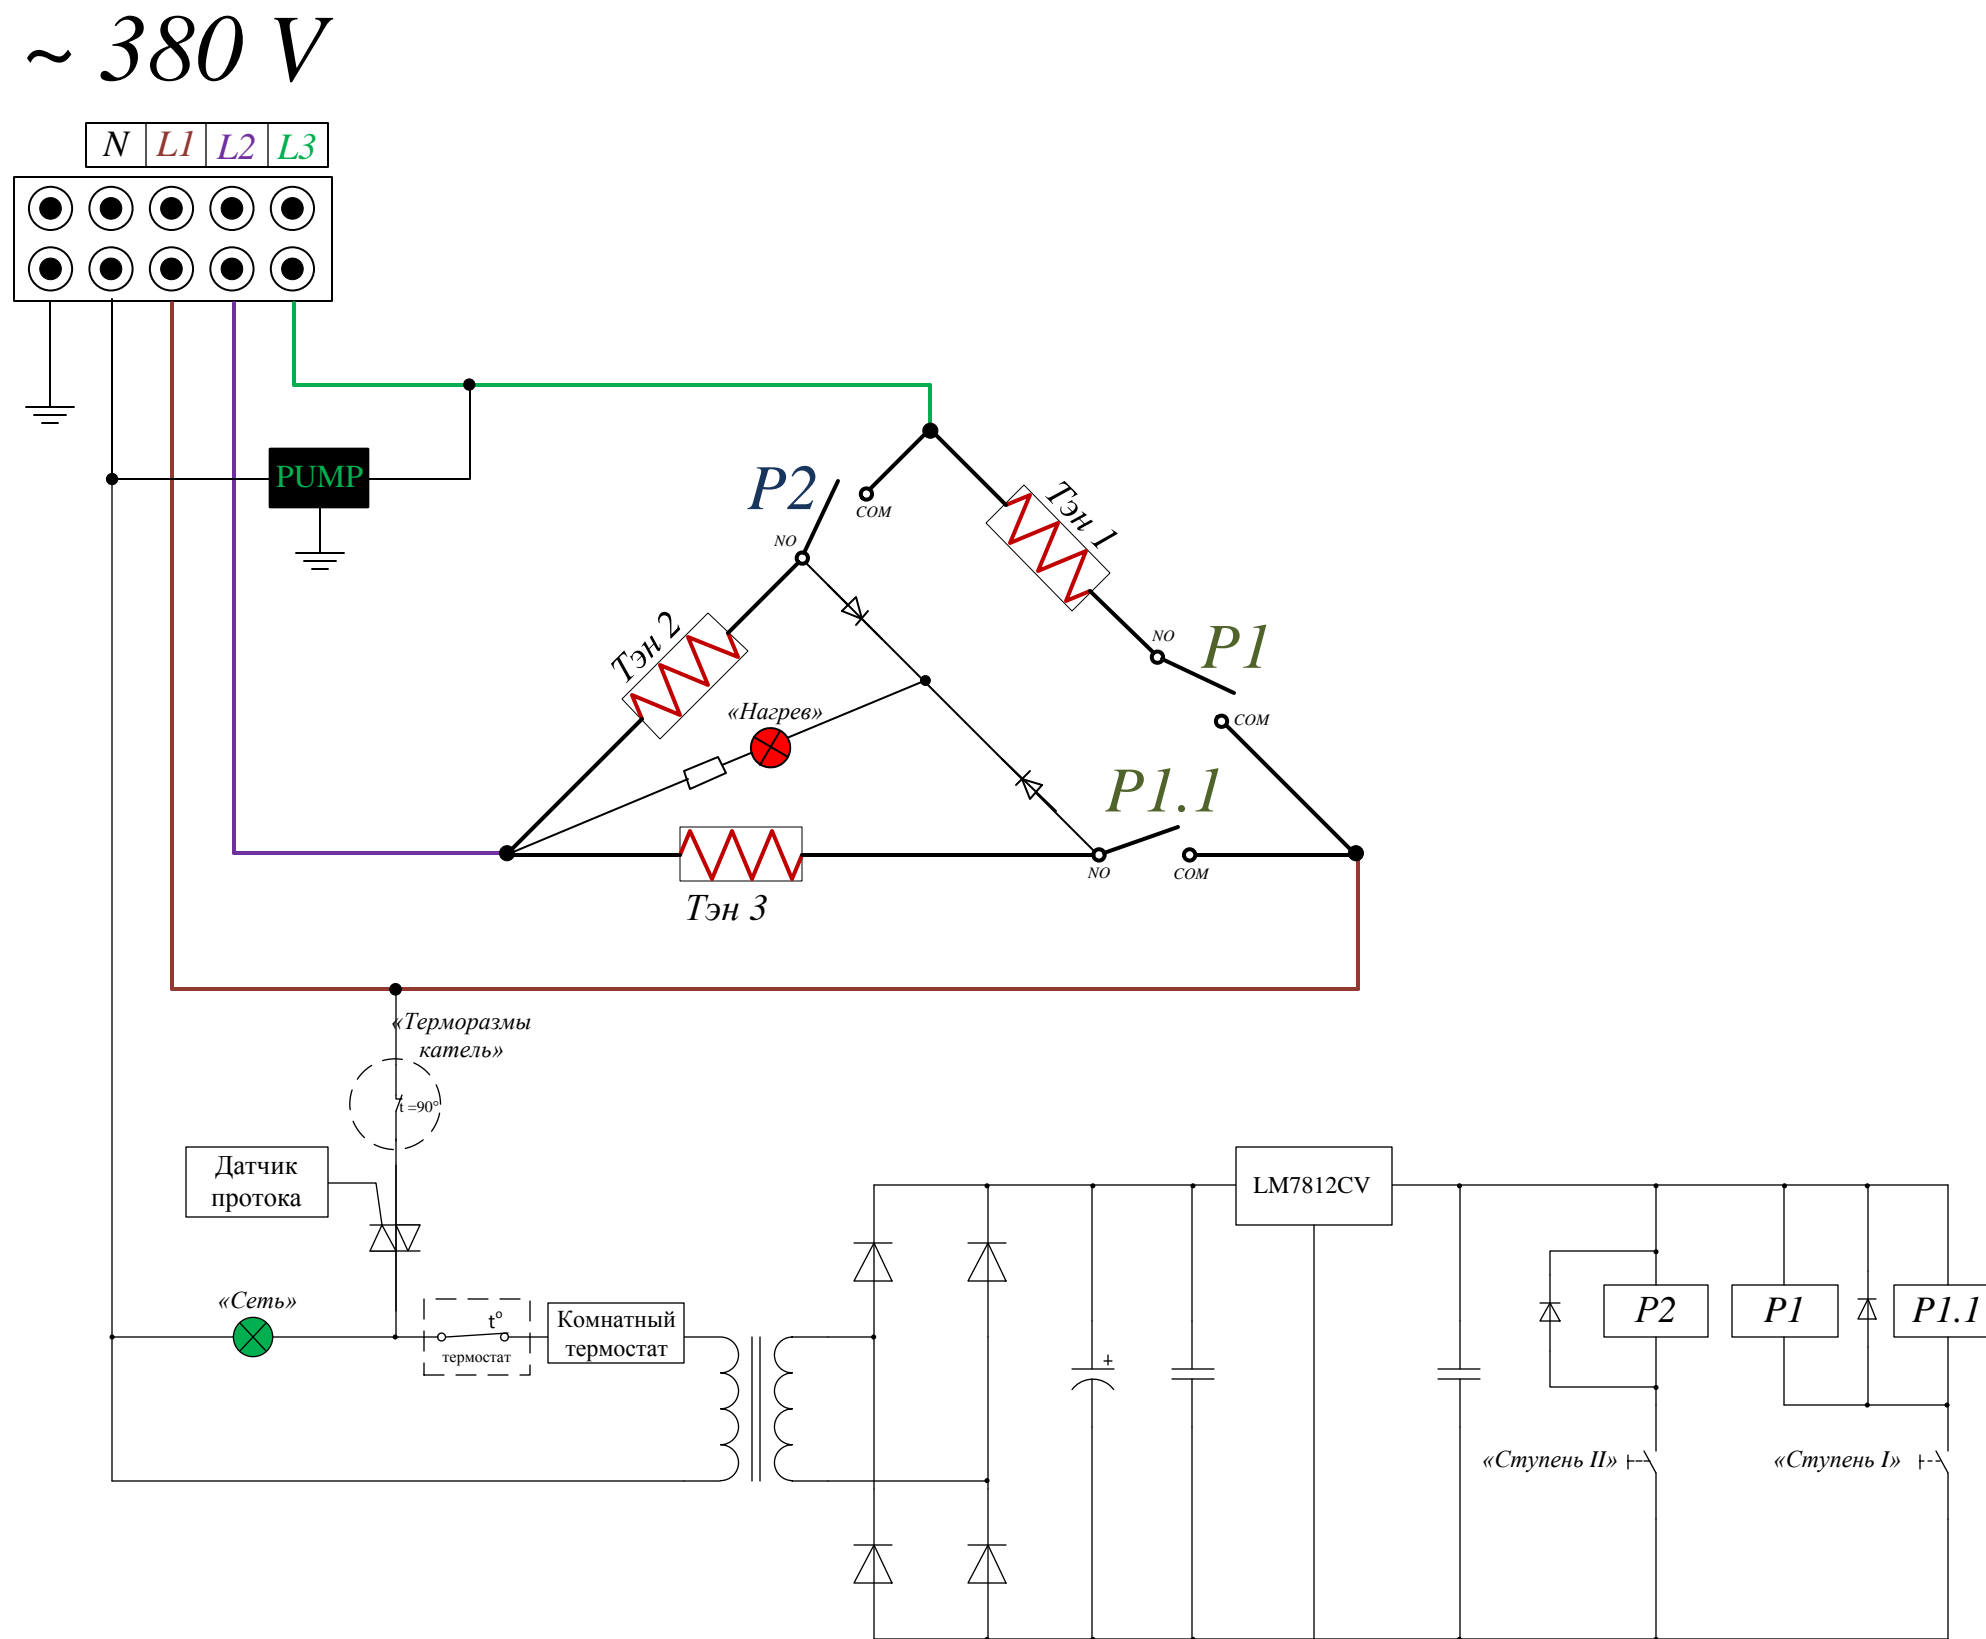 ~ 380 V
N L1 L2 L3
PUMP
P2
COM
NO
Тэн 1
Тэн 2
NO
P1
COM
«Нагрев»
P1.1
NO
COM
Тэн 3
«Терморазмы
катель»
t =90°
Датчик
протока
LM7812CV
«Сеть»
t°
термостат
Комнатный
термостат
+
P2
P1
P1.1
«Ступень II»
«Ступень I»